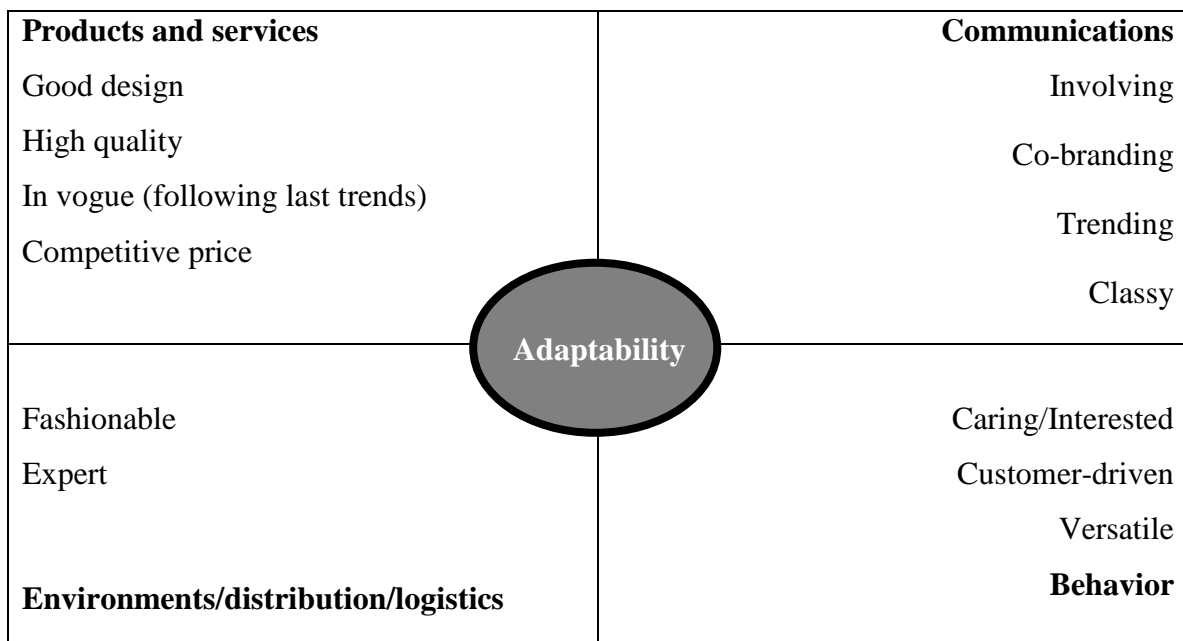 Products and services
Good design
High quality
In vogue (following last trends)
Competitive price
Communications
Involving
Co-branding
Trending
Classy
Adaptability
Fashionable
Expert
Environments/distribution/logistics
Caring/Interested
Customer-driven
Versatile
Behavior